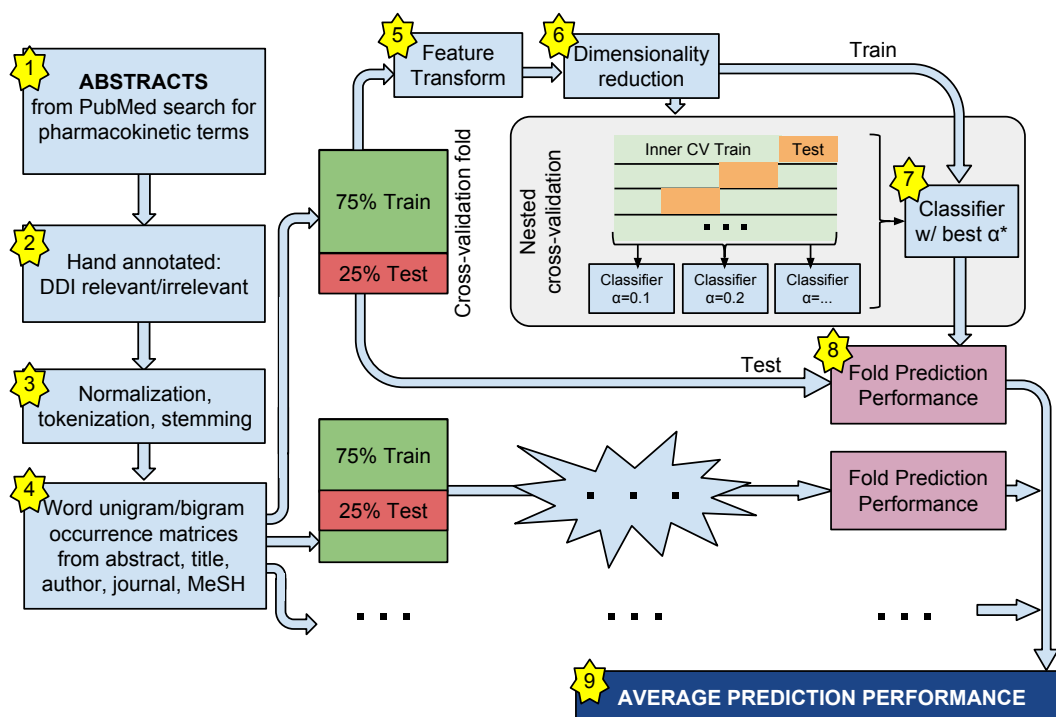 1
ABSTRACTS
from PubMed search for
pharmacokinetic terms
2
Hand annotated:
DDI relevant/irrelevant
3
Normalization,
tokenization, stemming
4
Word unigram/bigram
occurrence matrices
from abstract, title,
author, journal, MeSH
75% Train
25% Test
Cross-validation fold
5
Feature
Transform
6
Dimensionality
reduction
Train
Nested
cross-validation
Inner CV Train
Test
. . .
Classifier
α=0.1
Classifier
α=0.2
Classifier
α=...
7
Classifier
w/ best α*
Test
8
Fold Prediction
Performance
75% Train
25% Test
. . .
Fold Prediction
Performance
. . .
. . .
. . .
9
AVERAGE PREDICTION PERFORMANCE